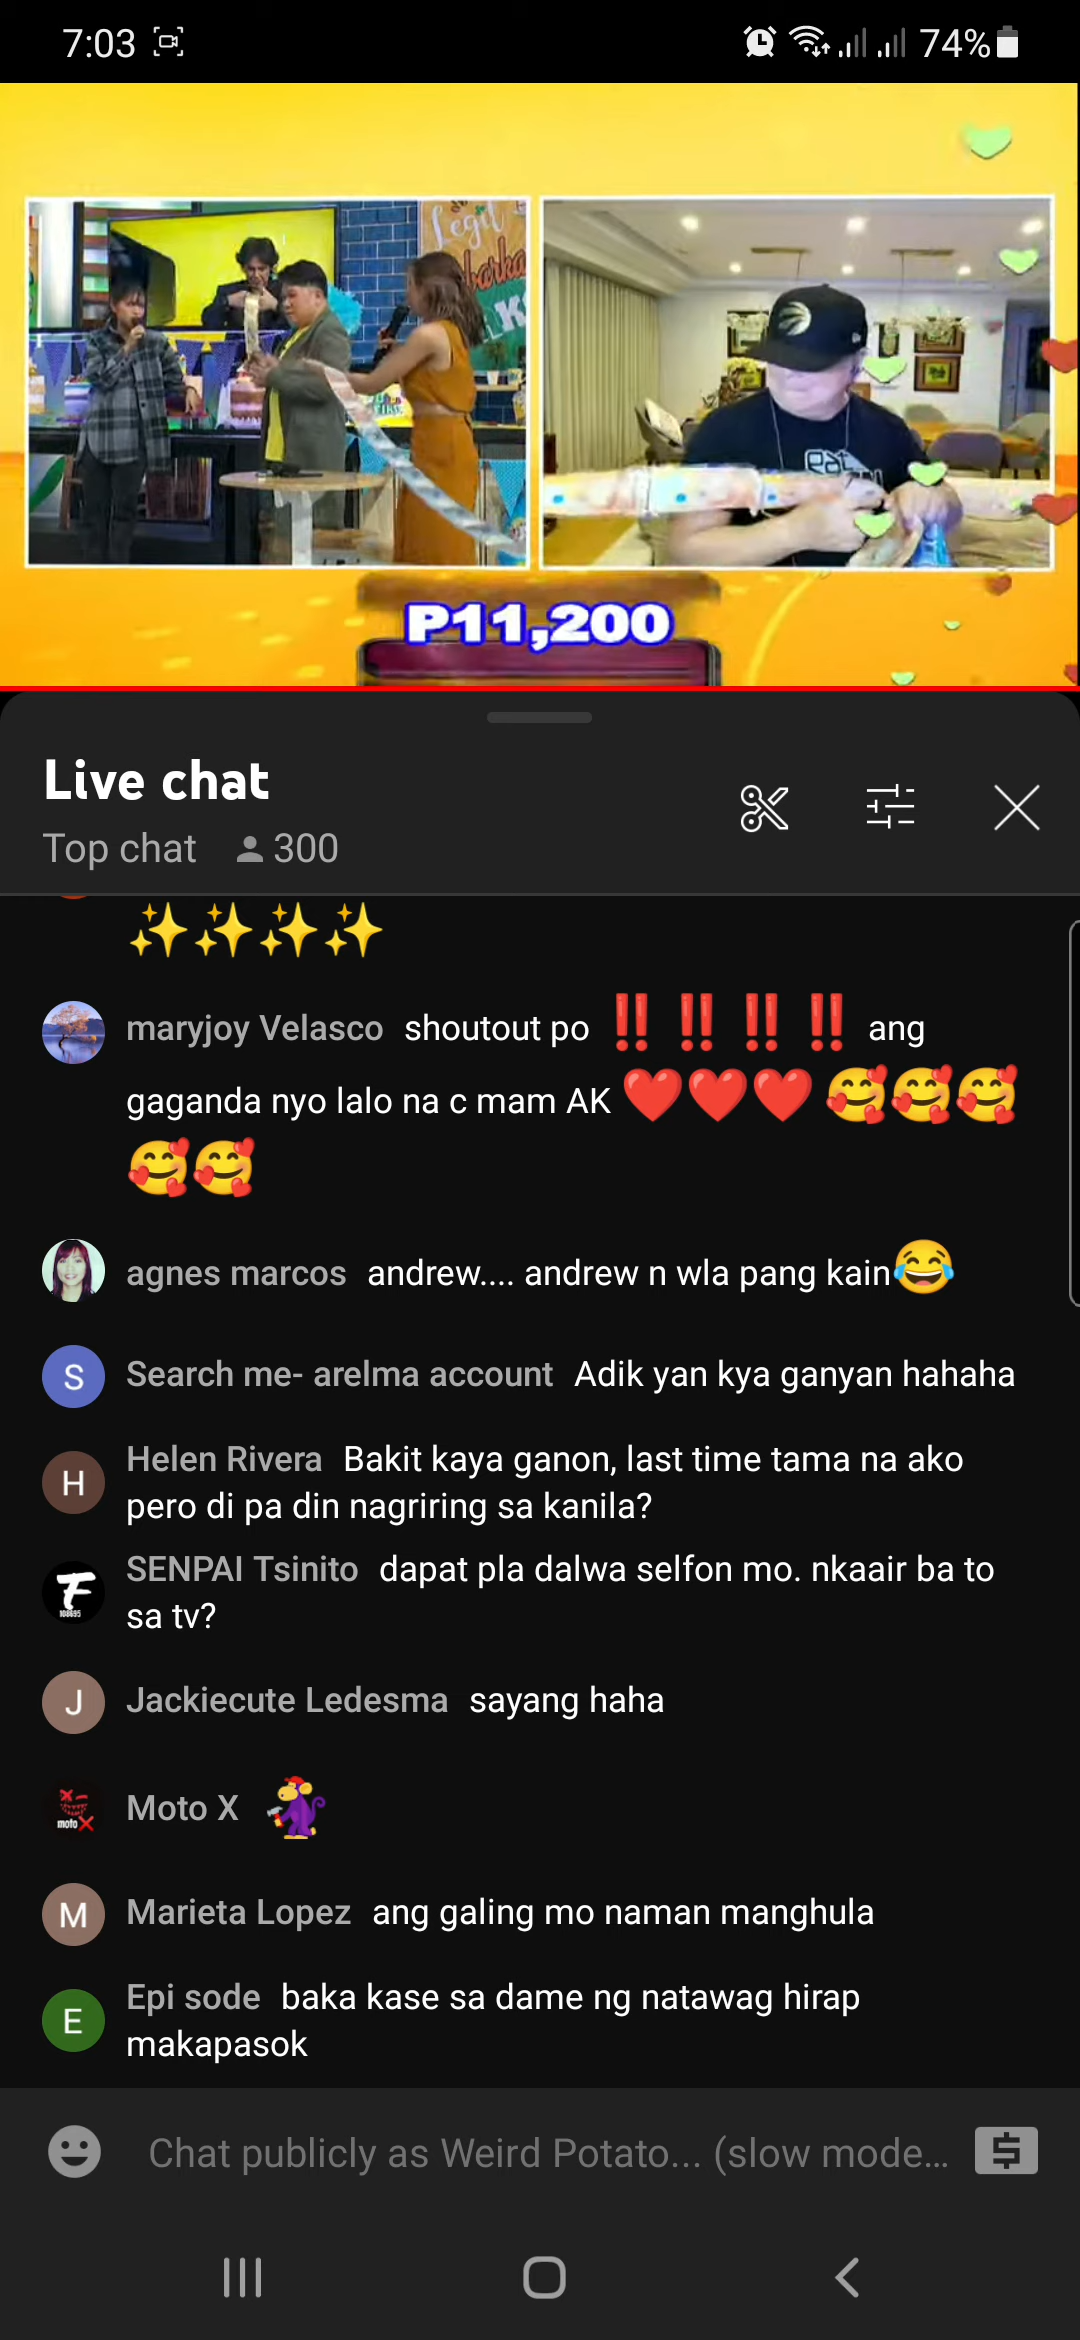 7:03
74%
Legit
barka
K
eat
P11,200
Live chat
Top chat 300
✨✨✨✨
maryjoy Velasco shoutout po ‼️ ‼️ ‼️ ‼️ ang
gaganda nyo lalo na c mam AK ❤️❤️❤️ 🥰🥰🥰
🥰🥰
agnes marcos andrew.... andrew n wla pang kain😂
S
Search me- arelma account Adik yan kya ganyan hahaha
H
Helen Rivera Bakit kaya ganon, last time tama na ako
pero di pa din nagriring sa kanila?
F
108695
SENPAI Tsinito dapat pla dalwa selfon mo. nkaair ba to
sa tv?
J
Jackiecute Ledesma sayang haha
moto X
Moto X
M
Marieta Lopez ang galing mo naman manghula
E
Epi sode baka kase sa dame ng natawag hirap
makapasok
Chat publicly as Weird Potato... (slow mode...